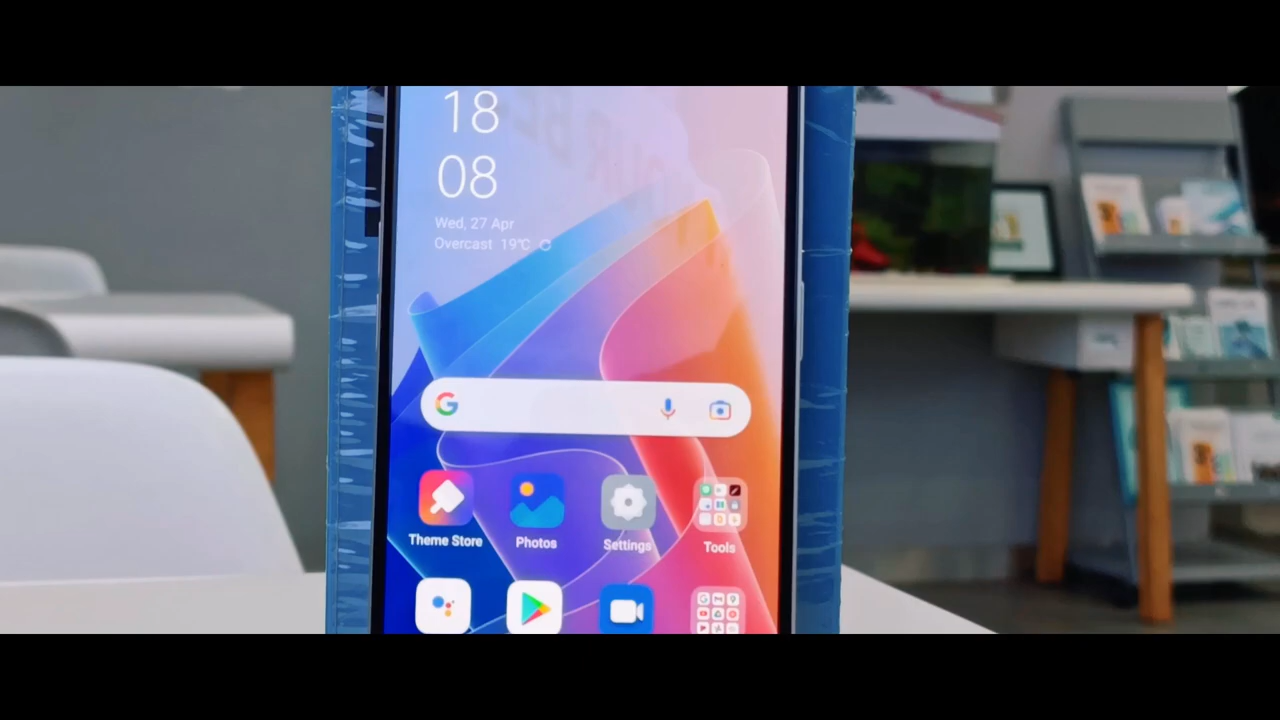 18
08
Wed, 27 Apr
Overcast 19℃
G
Theme Store
Photos
Settings
Tools